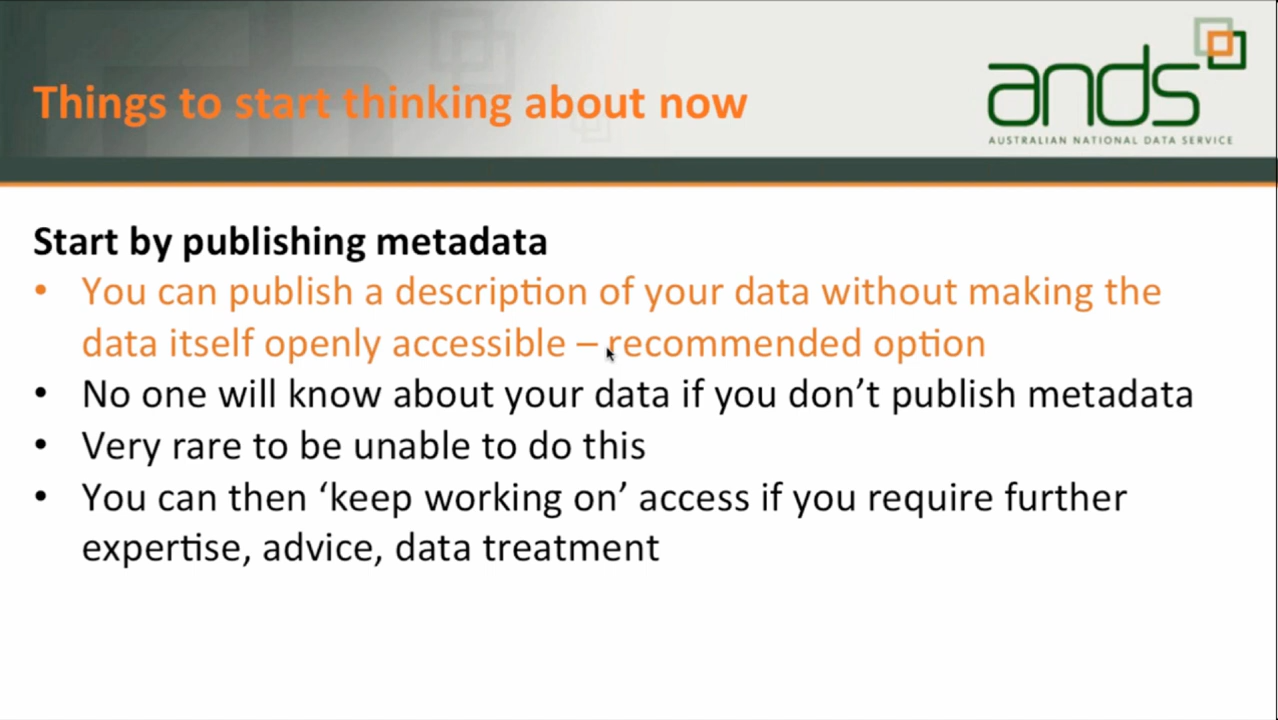 Things to start thinking about now
ands
AUSTRALIAN NATIONAL DATA SERVICE
Start by publishing metadata
• You can publish a description of your data without making the
data itself openly accessible – recommended option
• No one will know about your data if you don’t publish metadata
• Very rare to be unable to do this
• You can then ‘keep working on’ access if you require further
expertise, advice, data treatment